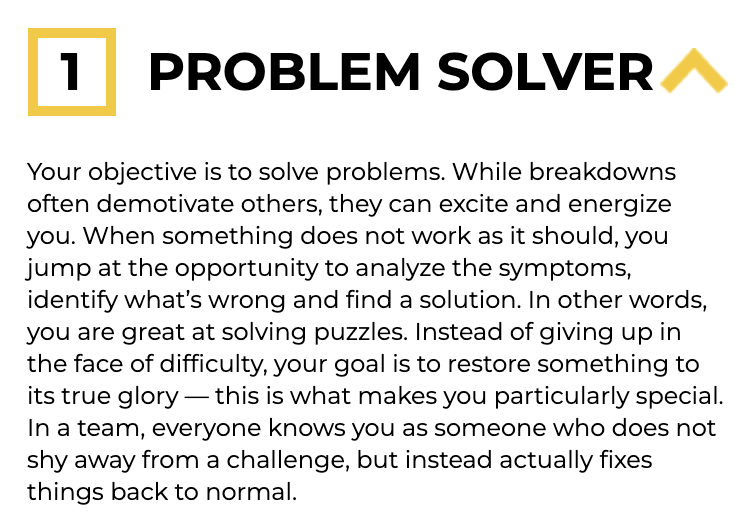 1 PROBLEM SOLVER
Your objective is to solve problems. While breakdowns
often demotivate others, they can excite and energize
you. When something does not work as it should, you
jump at the opportunity to analyze the symptoms,
identify what’s wrong and find a solution. In other words,
you are great at solving puzzles. Instead of giving up in
the face of difficulty, your goal is to restore something to
its true glory — this is what makes you particularly special.
In a team, everyone knows you as someone who does not
shy away from a challenge, but instead actually fixes
things back to normal.